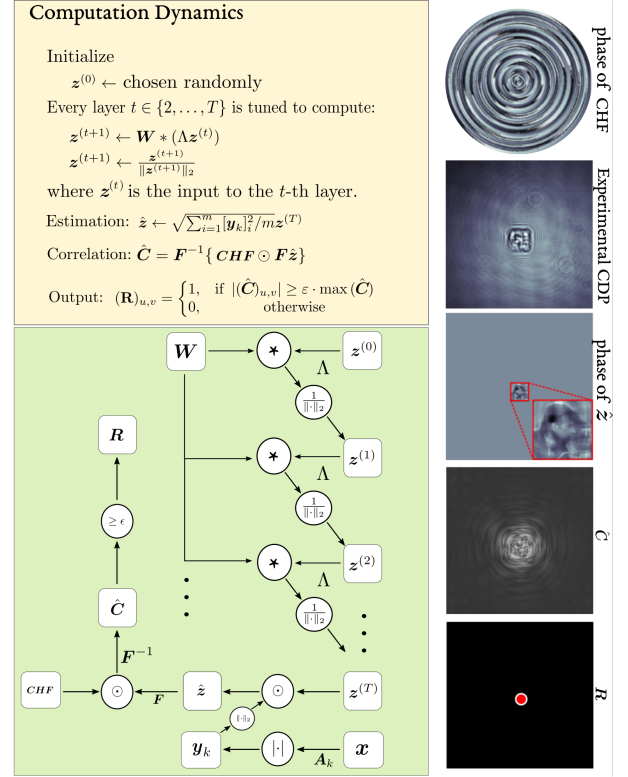 Computation Dynamics
Initialize
z^{(0)} ← chosen randomly
Every layer t ∈ {2, . . . , T} is tuned to compute:
z^{(t+1)} ← W ∗ (Λz^{(t)})
z^{(t+1)} ← z^{(t+1)} / ‖z^{(t+1)}‖₂
where z^{(t)} is the input to the t-th layer.
Estimation: ẑ ← √(∑_{i=1}^{m} [y_k]_i^2 / m) z^{(T)}
Correlation: Ĉ = F^{−1}{ CHF ⊙ Fẑ}
Output: (R)_{u,v} = { 1, if |(Ĉ)_{u,v}| ≥ ε · max (Ĉ)
0, otherwise
W ⋆ z^{(0)}
Λ
1/‖·‖₂
R ⋆ z^{(1)}
Λ
≥ ϵ 1/‖·‖₂
⋆ z^{(2)}
Λ
Ĉ 1/‖·‖₂
F^{−1}
CHF ⊙ F ẑ ⊙ z^{(T)}
‖·‖₂
y_k |·| A_k x
phase of CHF
Experimental CDP
phase of ẑ
Ĉ
R